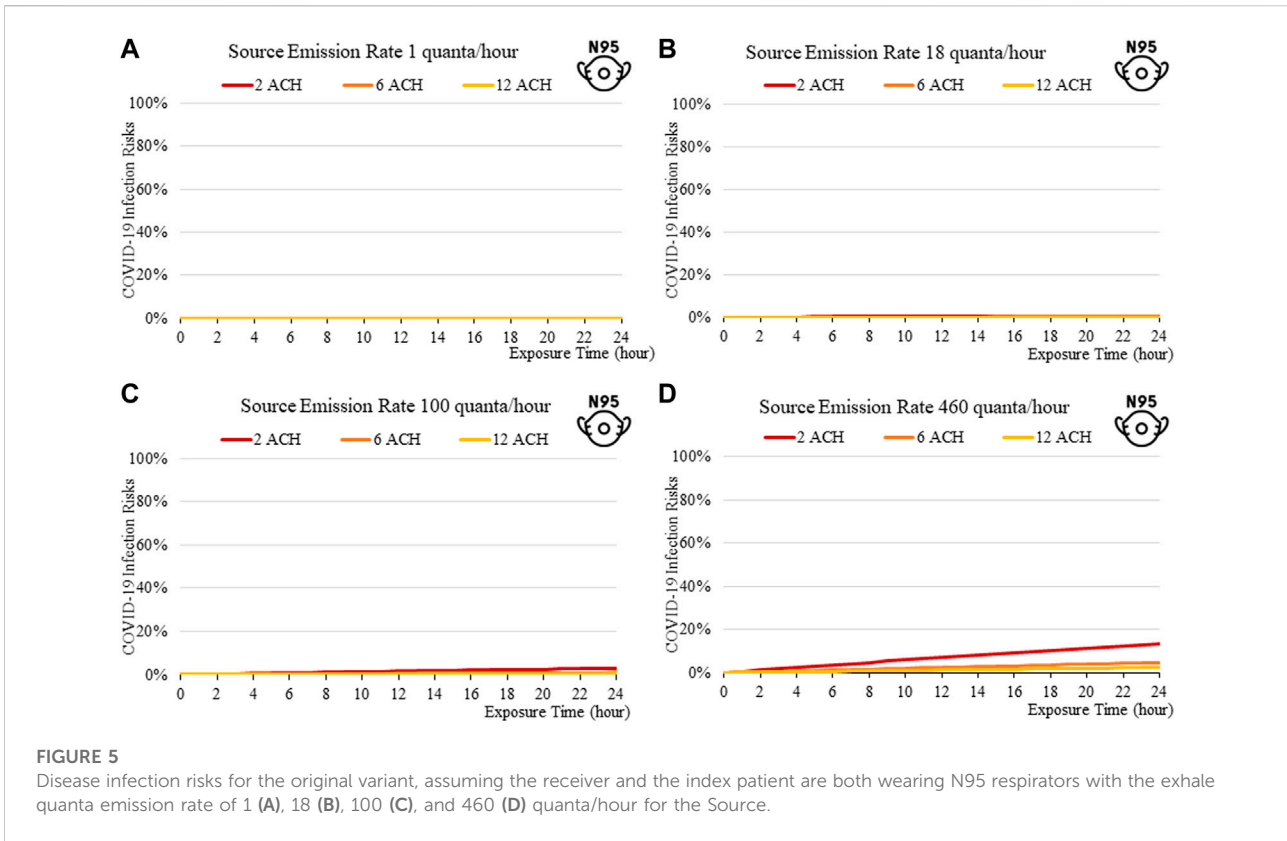 A
Source Emission Rate 1 quanta/hour
N95
2 ACH 6 ACH 12 ACH
COVID-19 Infection Risks
100%
80%
60%
40%
20%
0%
0 2 4 6 8 10 12 14 16 18 20 22 24
Exposure Time (hour)
B
Source Emission Rate 18 quanta/hour
N95
2 ACH 6 ACH 12 ACH
COVID-19 Infection Risks
100%
80%
60%
40%
20%
0%
0 2 4 6 8 10 12 14 16 18 20 22 24
Exposure Time (hour)
C
Source Emission Rate 100 quanta/hour
N95
2 ACH 6 ACH 12 ACH
COVID-19 Infection Risks
100%
80%
60%
40%
20%
0%
0 2 4 6 8 10 12 14 16 18 20 22 24
Exposure Time (hour)
D
Source Emission Rate 460 quanta/hour
N95
2 ACH 6 ACH 12 ACH
COVID-19 Infection Risks
100%
80%
60%
40%
20%
0%
0 2 4 6 8 10 12 14 16 18 20 22 24
Exposure Time (hour)
FIGURE 5
Disease infection risks for the original variant, assuming the receiver and the index patient are both wearing N95 respirators with the exhale
quanta emission rate of 1 (A), 18 (B), 100 (C), and 460 (D) quanta/hour for the Source.